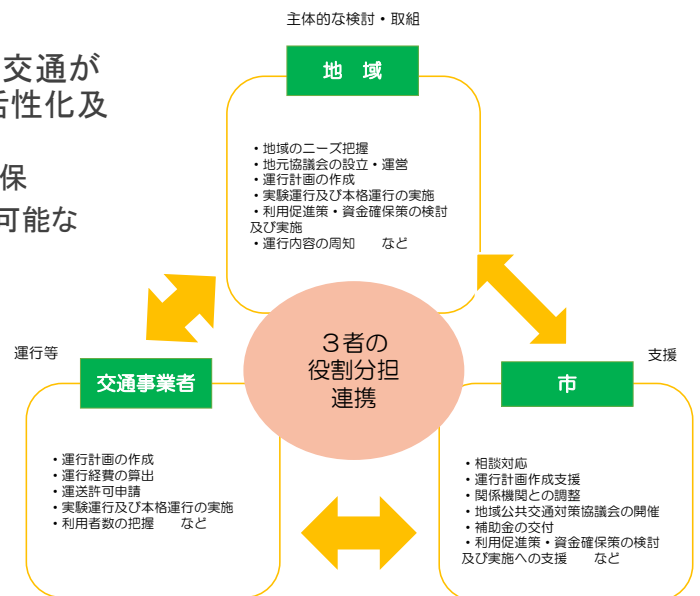 主体的な検討・取組
地　域
交通が
活性化及
保
可能な
・地域のニーズ把握
・地元協議会の設立・運営
・運行計画の作成
・実験運行及び本格運行の実施
・利用促進策・資金確保策の検討
及び実施
・運行内容の周知　　など
3者の
役割分担
連携
運行等
交通事業者
・運行計画の作成
・運行経費の算出
・運送許可申請
・実験運行及び本格運行の実施
・利用者数の把握　　など
支援
市
・相談対応
・運行計画作成支援
・関係機関との調整
・地域公共交通対策協議会の開催
・補助金の交付
・利用促進策・資金確保策の検討
及び実施への支援　　など